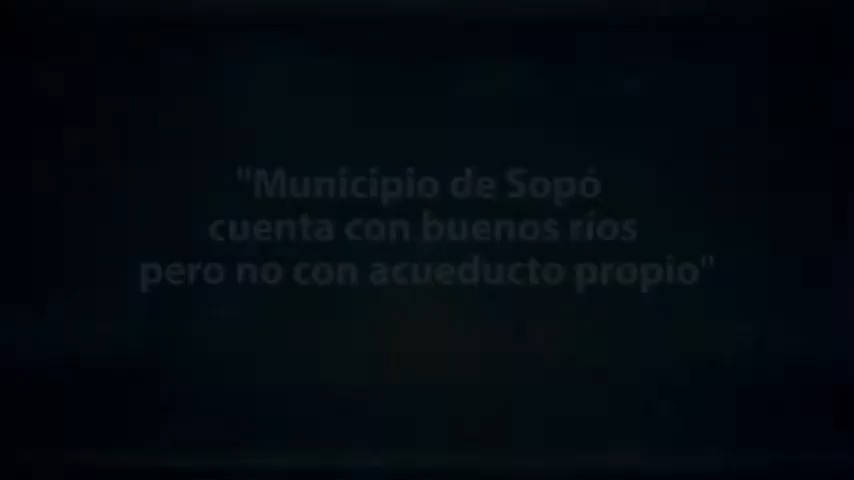 "Municipio de Sopó
cuenta con buenos ríos
pero no con acueducto propio"